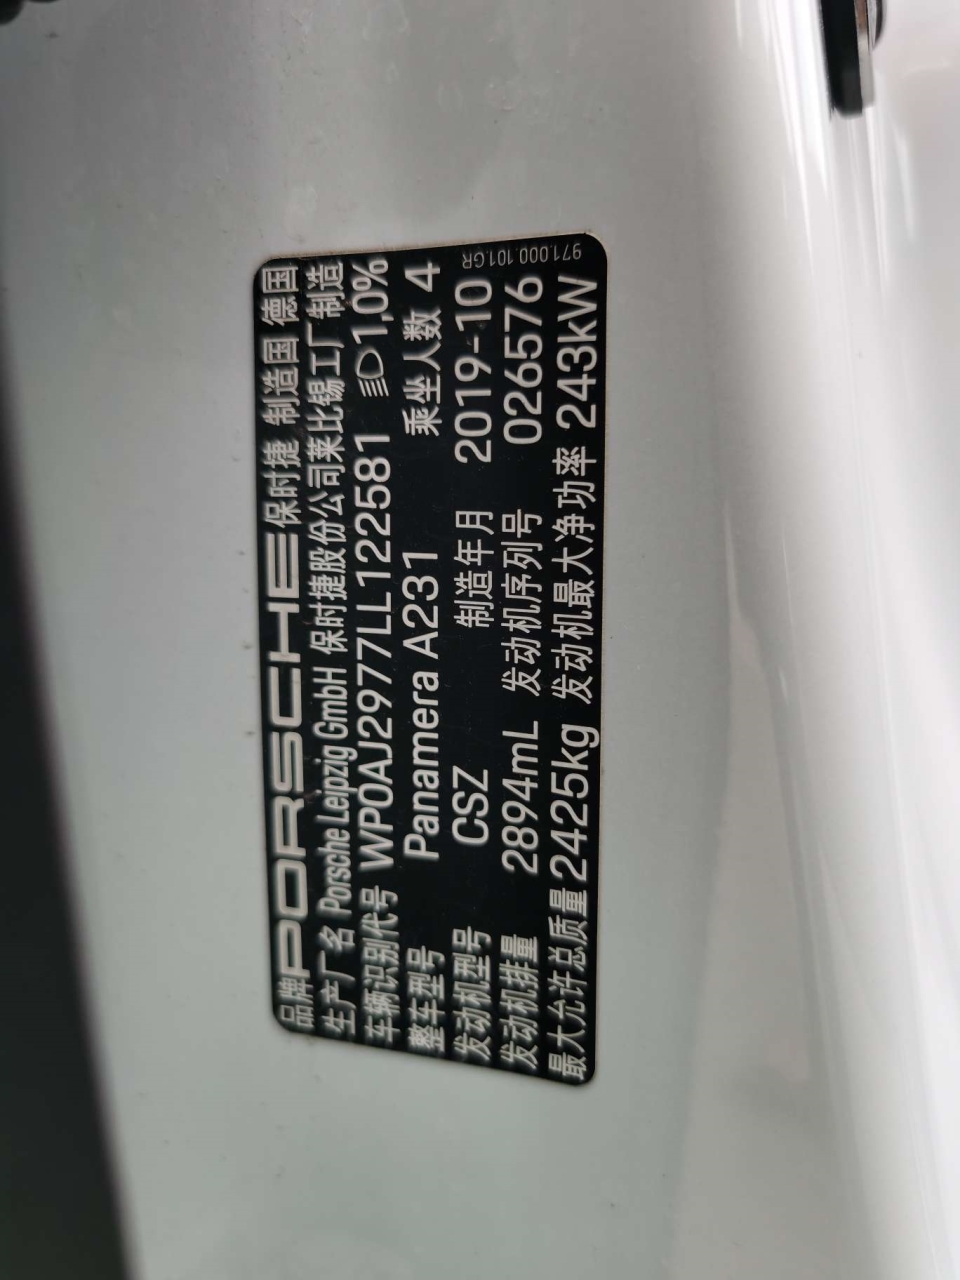 品牌 PORSCHE 保时捷 制造国 德国
生产厂名 Porsche Leipzig GmbH 保时捷股份公司莱比锡工厂制造
车辆识别代号 WP0AJ2977LL122581 1,0%
整车型号 Panamera A231 乘坐人数 4
发动机型号 CSZ 制造年月 2019-10
发动机排量 2894mL 发动机序列号 026576
最大允许总质量 2425kg 发动机最大净功率 243kW
971.000.101.GR